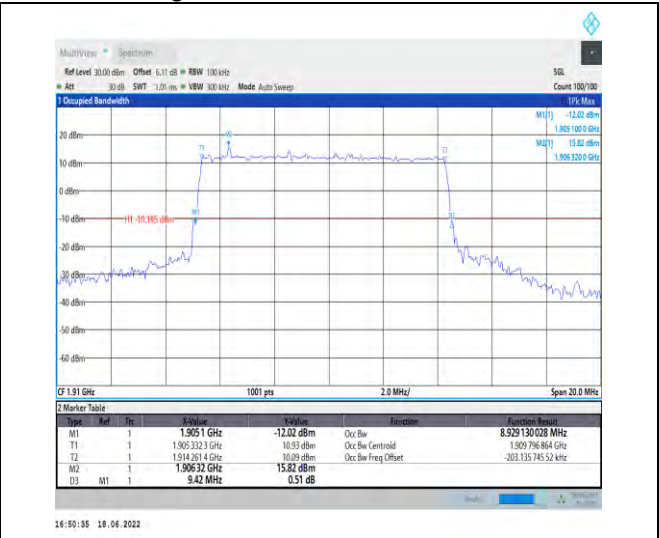 MultiView Spectrum
Ref Level 30.00 dBm Offset 6.11 dB RBW 100 kHz SGL
Att 30 dB SWT 1.01 ms VBW 300 kHz Mode Auto Sweep Count 100/100
1 Occupied Bandwidth 1Pk Max
M1[1] -12.02 dBm
1.905 100 0 GHz
M2[1] 15.82 dBm
1.906 320 0 GHz
20 dBm
M2
T1 T2
10 dBm
0 dBm
M1
-10 dBm H1 -10.185 dBm
-20 dBm
-30 dBm
-40 dBm
-50 dBm
-60 dBm
CF 1.91 GHz 1001 pts 2.0 MHz/ Span 20.0 MHz
2 Marker Table
Type Ref Trc X-Value Y-Value Function Function Result
M1 1 1.9051 GHz -12.02 dBm Occ Bw 8.929 130 028 MHz
T1 1 1.905 332 3 GHz 10.93 dBm Occ Bw Centroid 1.909 796 864 GHz
T2 1 1.914 261 4 GHz 10.09 dBm Occ Bw Freq Offset -203.135 745 52 kHz
M2 1 1.90632 GHz 15.82 dBm
D3 M1 1 9.42 MHz 0.51 dB
16:50:35 18.06.2022